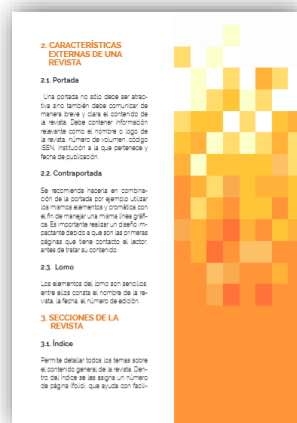 2. CARACTERÍSTICAS
EXTERNAS DE UNA
REVISTA
2.1. Portada
Una portada no sólo debe ser atrac-
tiva sino también debe comunicar de
manera breve y clara el contenido de
la revista. Debe contener información
relevante como el nombre o logo de
la revista, número de volumen, código
ISSN, institución a la que pertenece y
fecha de publicación.
2.2. Contraportada
Se recomienda hacerla en combina-
ción de la portada por ejemplo utilizar
los mismos elementos y cromática con
el fin de manejar una misma línea gráfi-
ca. Es importante realizar un diseño im-
pactante debido a que son las primeras
páginas que tiene contacto el lector,
antes de tratar su contenido.
2.3. Lomo
Los elementos del lomo son sencillos,
entre ellos consta el nombre de la re-
vista, la fecha, el número de edición.
3. SECCIONES DE LA
REVISTA
3.1. Índice
Permite detallar todos los temas sobre
el contenido general de la revista. Den-
tro del índice se les asigna un número
de página (folio), que ayuda con facili-